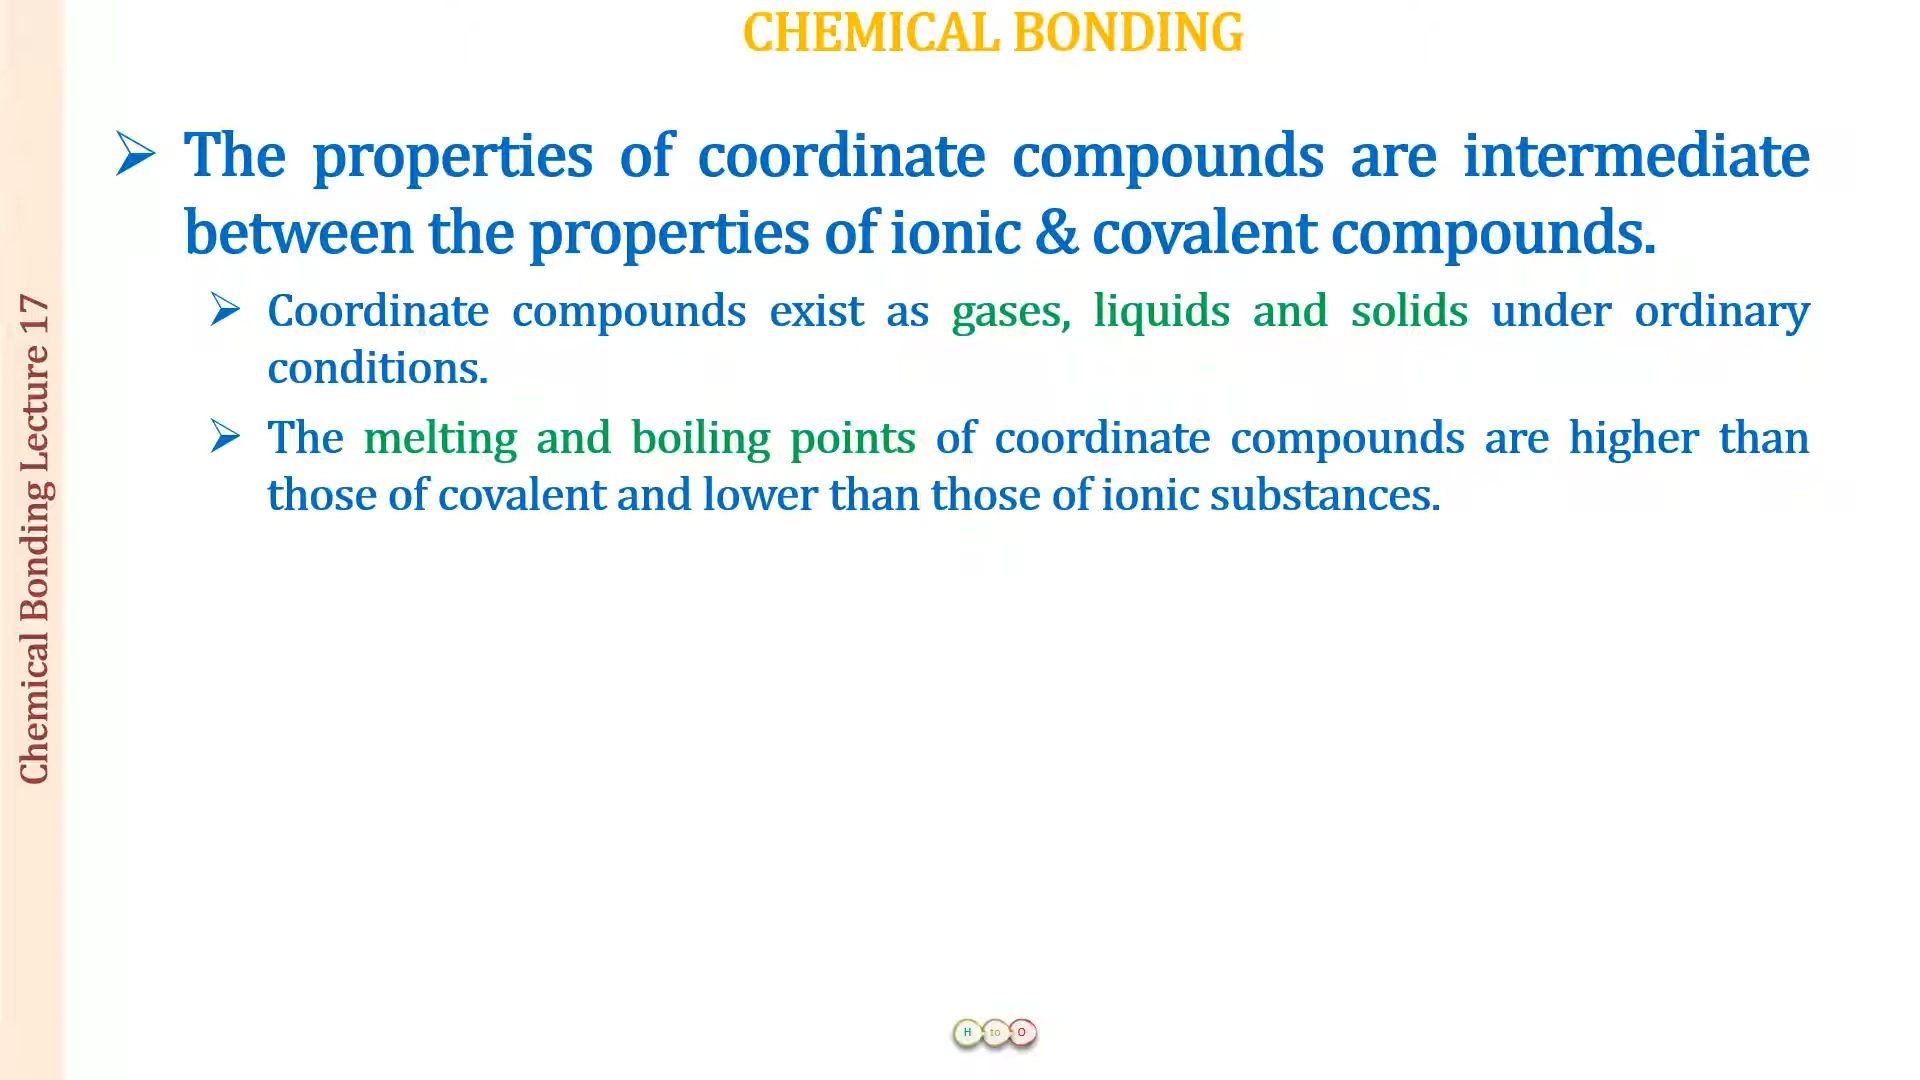 CHEMICAL BONDING
The properties of coordinate compounds are intermediate
between the properties of ionic & covalent compounds.
Coordinate compounds exist as gases, liquids and solids under ordinary
conditions.
The melting and boiling points of coordinate compounds are higher than
those of covalent and lower than those of ionic substances.
Chemical Bonding Lecture 17
H to O